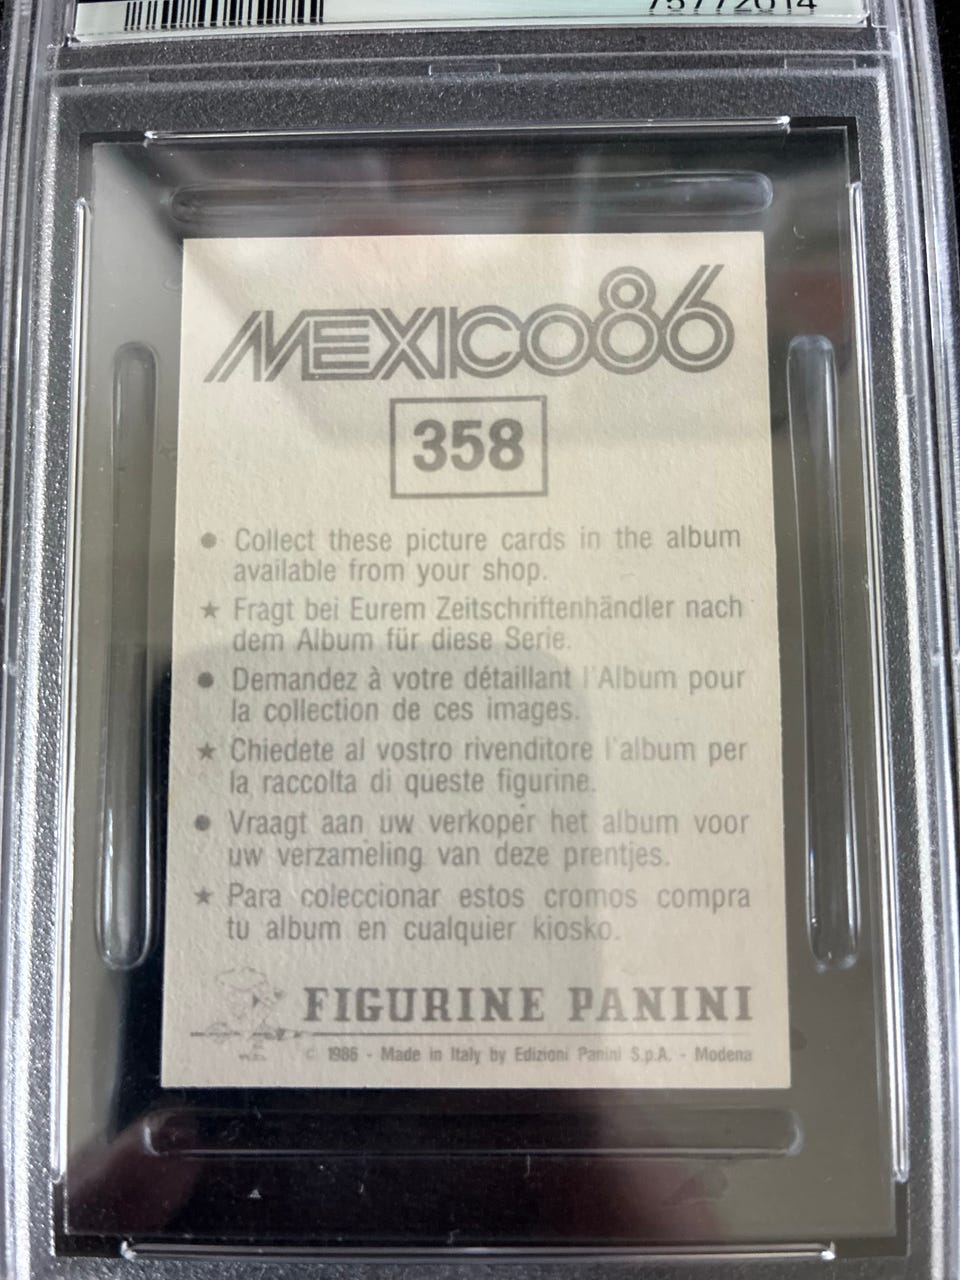 75772614
MEXICO86
358
● Collect these picture cards in the album
available from your shop.
★ Fragt bei Eurem Zeitschriftenhändler nach
dem Album für diese Serie.
● Demandez à votre détaillant l'Album pour
la collection de ces images.
★ Chiedete al vostro rivenditore l'album per
la raccolta di queste figurine.
● Vraagt aan uw verkoper het album voor
uw verzameling van deze prentjes.
★ Para coleccionar estos cromos compra
tu album en cualquier kiosko.
FIGURINE PANINI
© 1986 - Made in Italy by Edizioni Panini S.p.A. - Modena